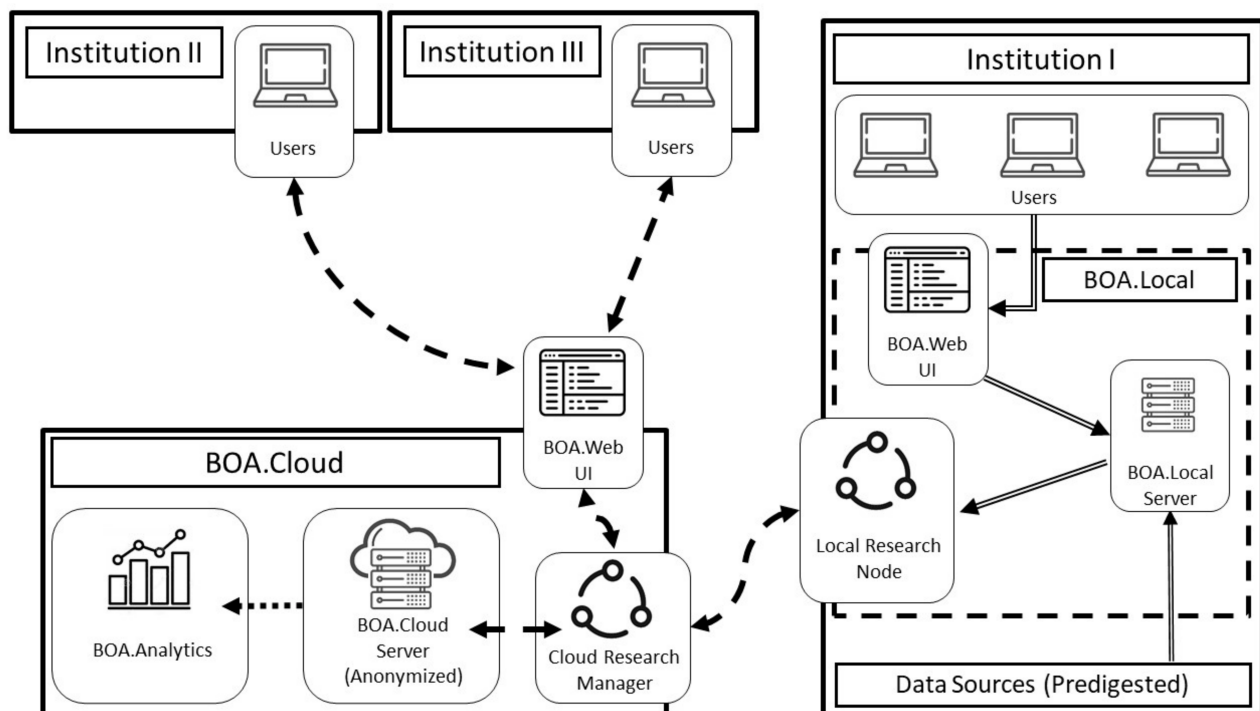 Institution II
Users
Institution III
Users
Institution I
Users
BOA.Local
BOA.Web
UI
BOA.Local
Server
Local Research
Node
Data Sources (Predigested)
BOA.Web
UI
BOA.Cloud
BOA.Analytics
BOA.Cloud
Server
(Anonymized)
Cloud Research
Manager